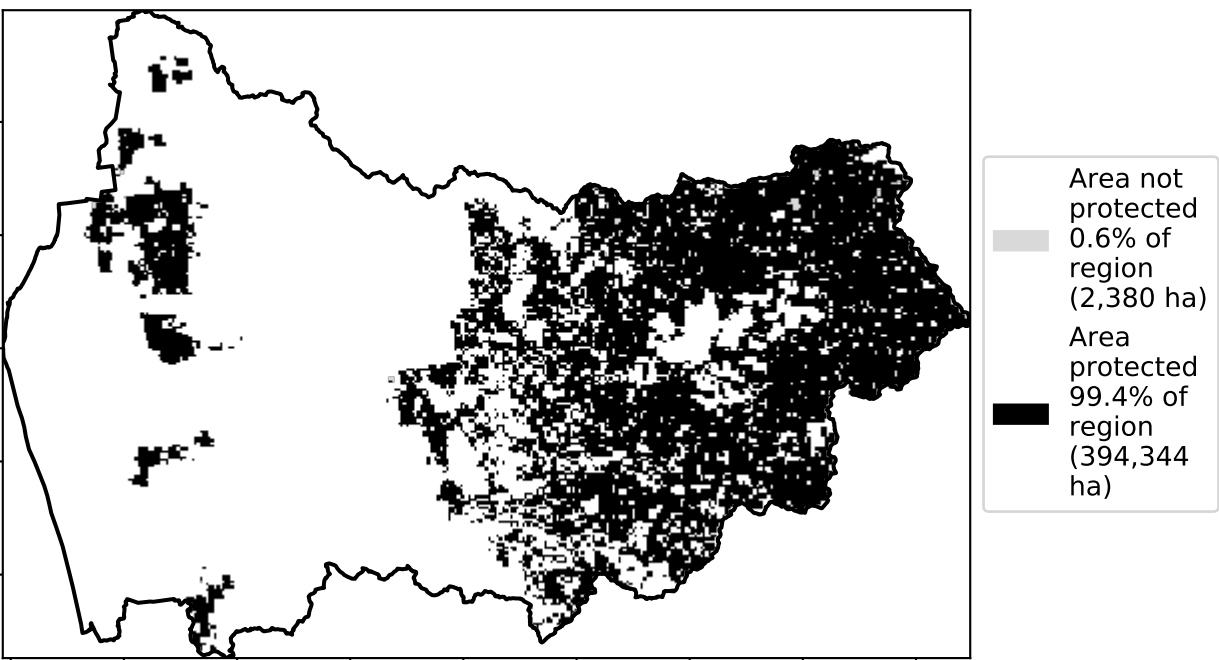 Area not
protected
0.6% of
region
(2,380 ha)
Area
protected
99.4% of
region
(394,344
ha)